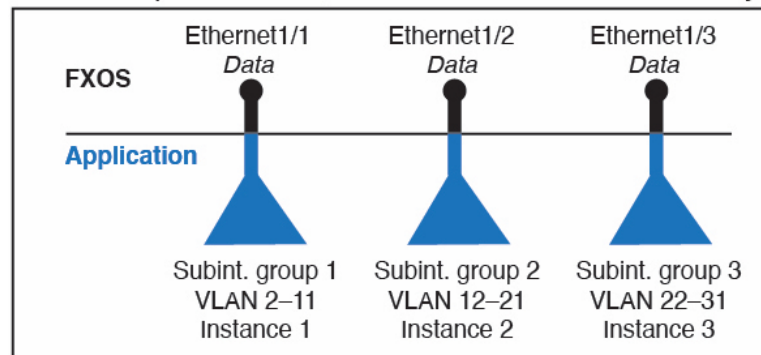 Ethernet1/1 Ethernet1/2 Ethernet1/3
Data Data Data
FXOS
Application
Subint. group 1 Subint. group 2 Subint. group 3
VLAN 2–11 VLAN 12–21 VLAN 22–31
Instance 1 Instance 2 Instance 3